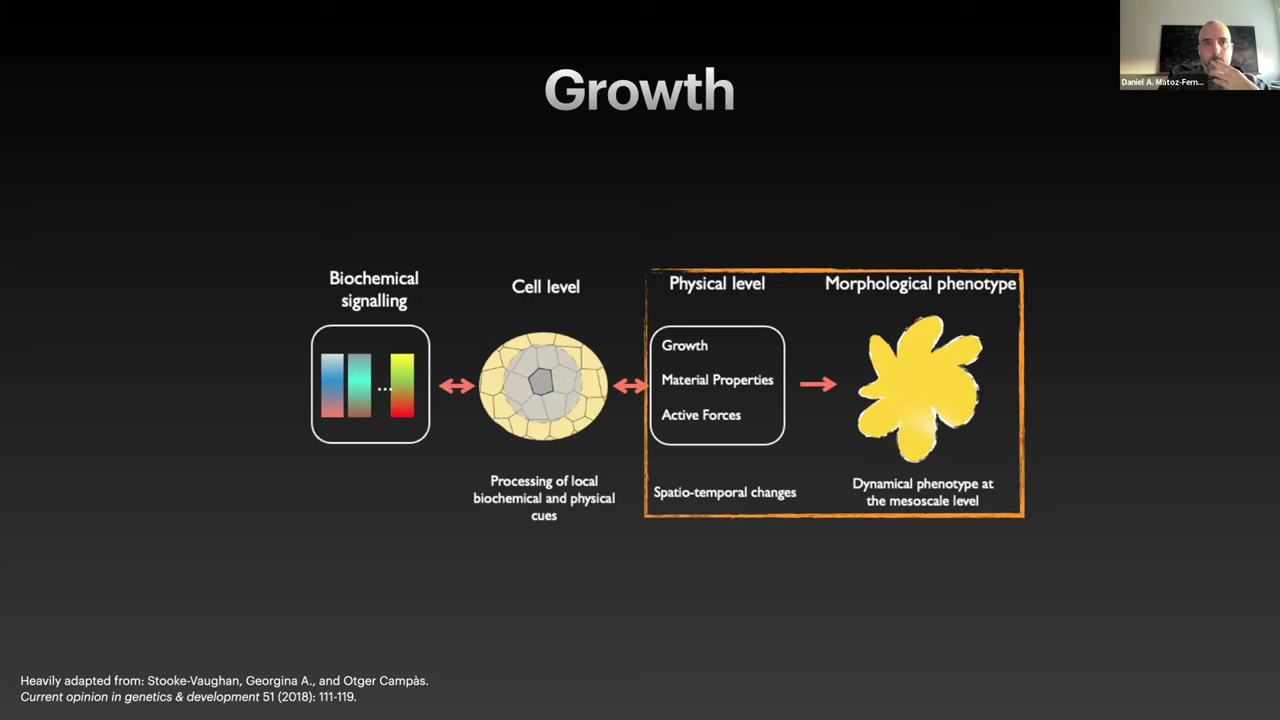 Growth
Daniel A. Matoz-Fern...
Biochemical
signalling
Cell level
Physical level
Morphological phenotype
...
Growth
Material Properties
Active Forces
Processing of local
biochemical and physical
cues
Spatio-temporal changes
Dynamical phenotype at
the mesoscale level
Heavily adapted from: Stooke-Vaughan, Georgina A., and Otger Campàs.
Current opinion in genetics & development 51 (2018): 111-119.